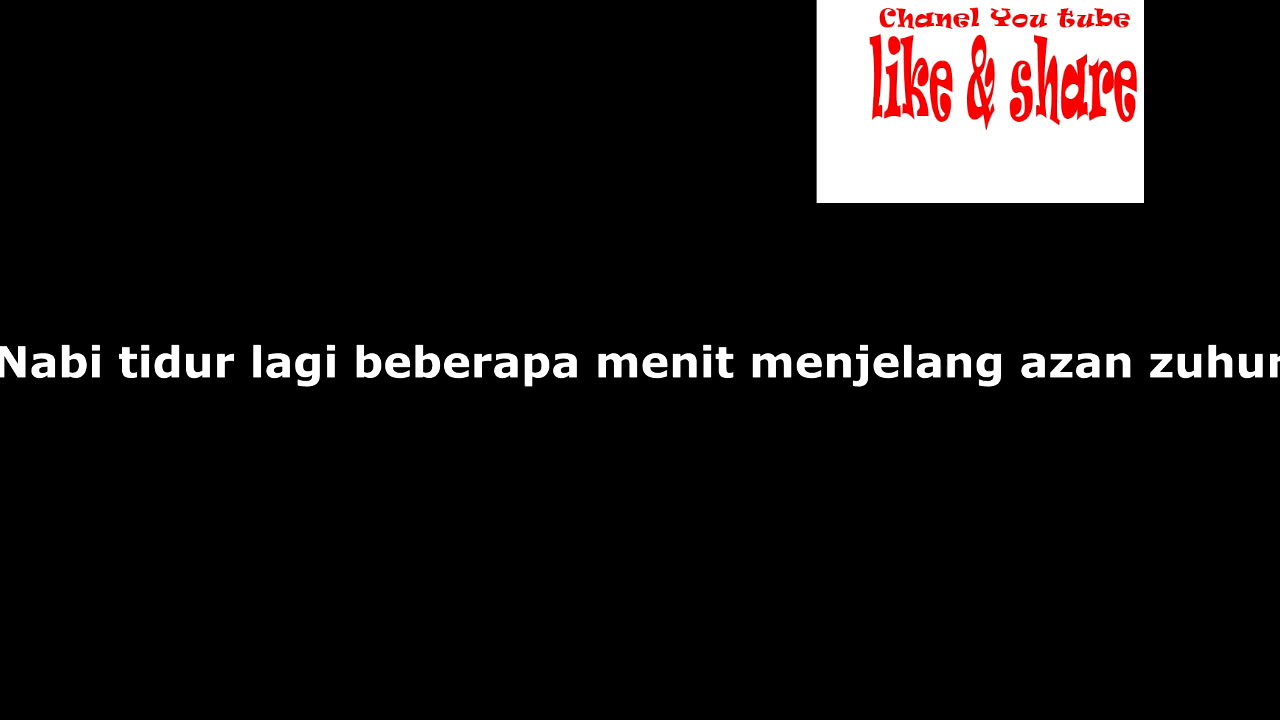 Chanel You tube
like & share
Nabi tidur lagi beberapa menit menjelang azan zuhur